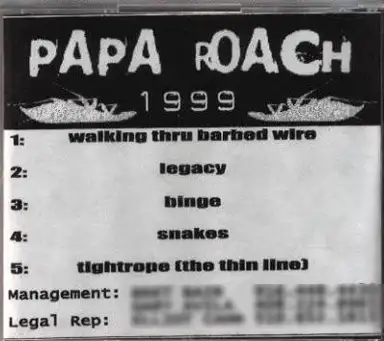 PAPA ROACH
1999
1: walking thru barbed wire
2: legacy
3: binge
4: snakes
5: tightrope (the thin line)
Management:
Legal Rep: